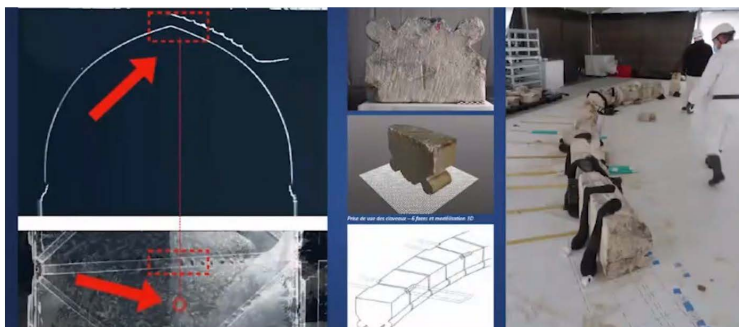 Prise de vue des claveaux – 6 faces et modélisation 3D